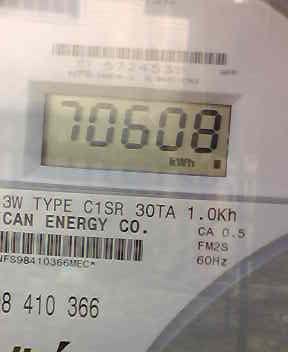 70608
kWh
3W TYPE C1SR 30TA 1.0Kh
CAN ENERGY CO.
CA 0.5
FM2S
60Hz
NFS98410366MEC*
8 410 366